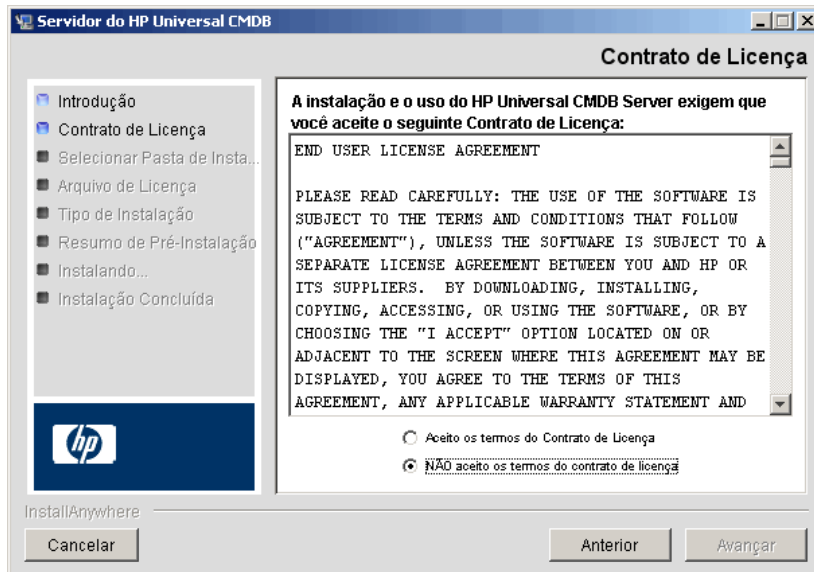 Servidor do HP Universal CMDB
Contrato de Licença
Introdução
Contrato de Licença
Selecionar Pasta de Insta...
Arquivo de Licença
Tipo de Instalação
Resumo de Pré-Instalação
Instalando...
Instalação Concluída
hp
A instalação e o uso do HP Universal CMDB Server exigem que
você aceite o seguinte Contrato de Licença:
END USER LICENSE AGREEMENT
PLEASE READ CAREFULLY: THE USE OF THE SOFTWARE IS
SUBJECT TO THE TERMS AND CONDITIONS THAT FOLLOW
("AGREEMENT"), UNLESS THE SOFTWARE IS SUBJECT TO A
SEPARATE LICENSE AGREEMENT BETWEEN YOU AND HP OR
ITS SUPPLIERS. BY DOWNLOADING, INSTALLING,
COPYING, ACCESSING, OR USING THE SOFTWARE, OR BY
CHOOSING THE "I ACCEPT" OPTION LOCATED ON OR
ADJACENT TO THE SCREEN WHERE THIS AGREEMENT MAY BE
DISPLAYED, YOU AGREE TO THE TERMS OF THIS
AGREEMENT, ANY APPLICABLE WARRANTY STATEMENT AND
Aceito os termos do Contrato de Licença
NÃO aceito os termos do contrato de licença
InstallAnywhere
Cancelar
Anterior
Avançar